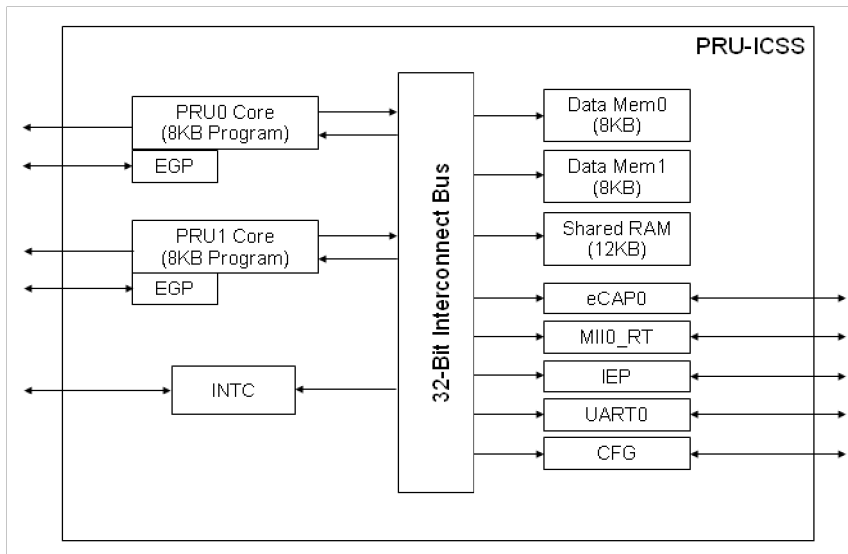 PRU-ICSS
PRU0 Core
(8KB Program)
EGP
PRU1 Core
(8KB Program)
EGP
INTC
32-Bit Interconnect Bus
Data Mem0
(8KB)
Data Mem1
(8KB)
Shared RAM
(12KB)
eCAP0
MII0_RT
IEP
UART0
CFG